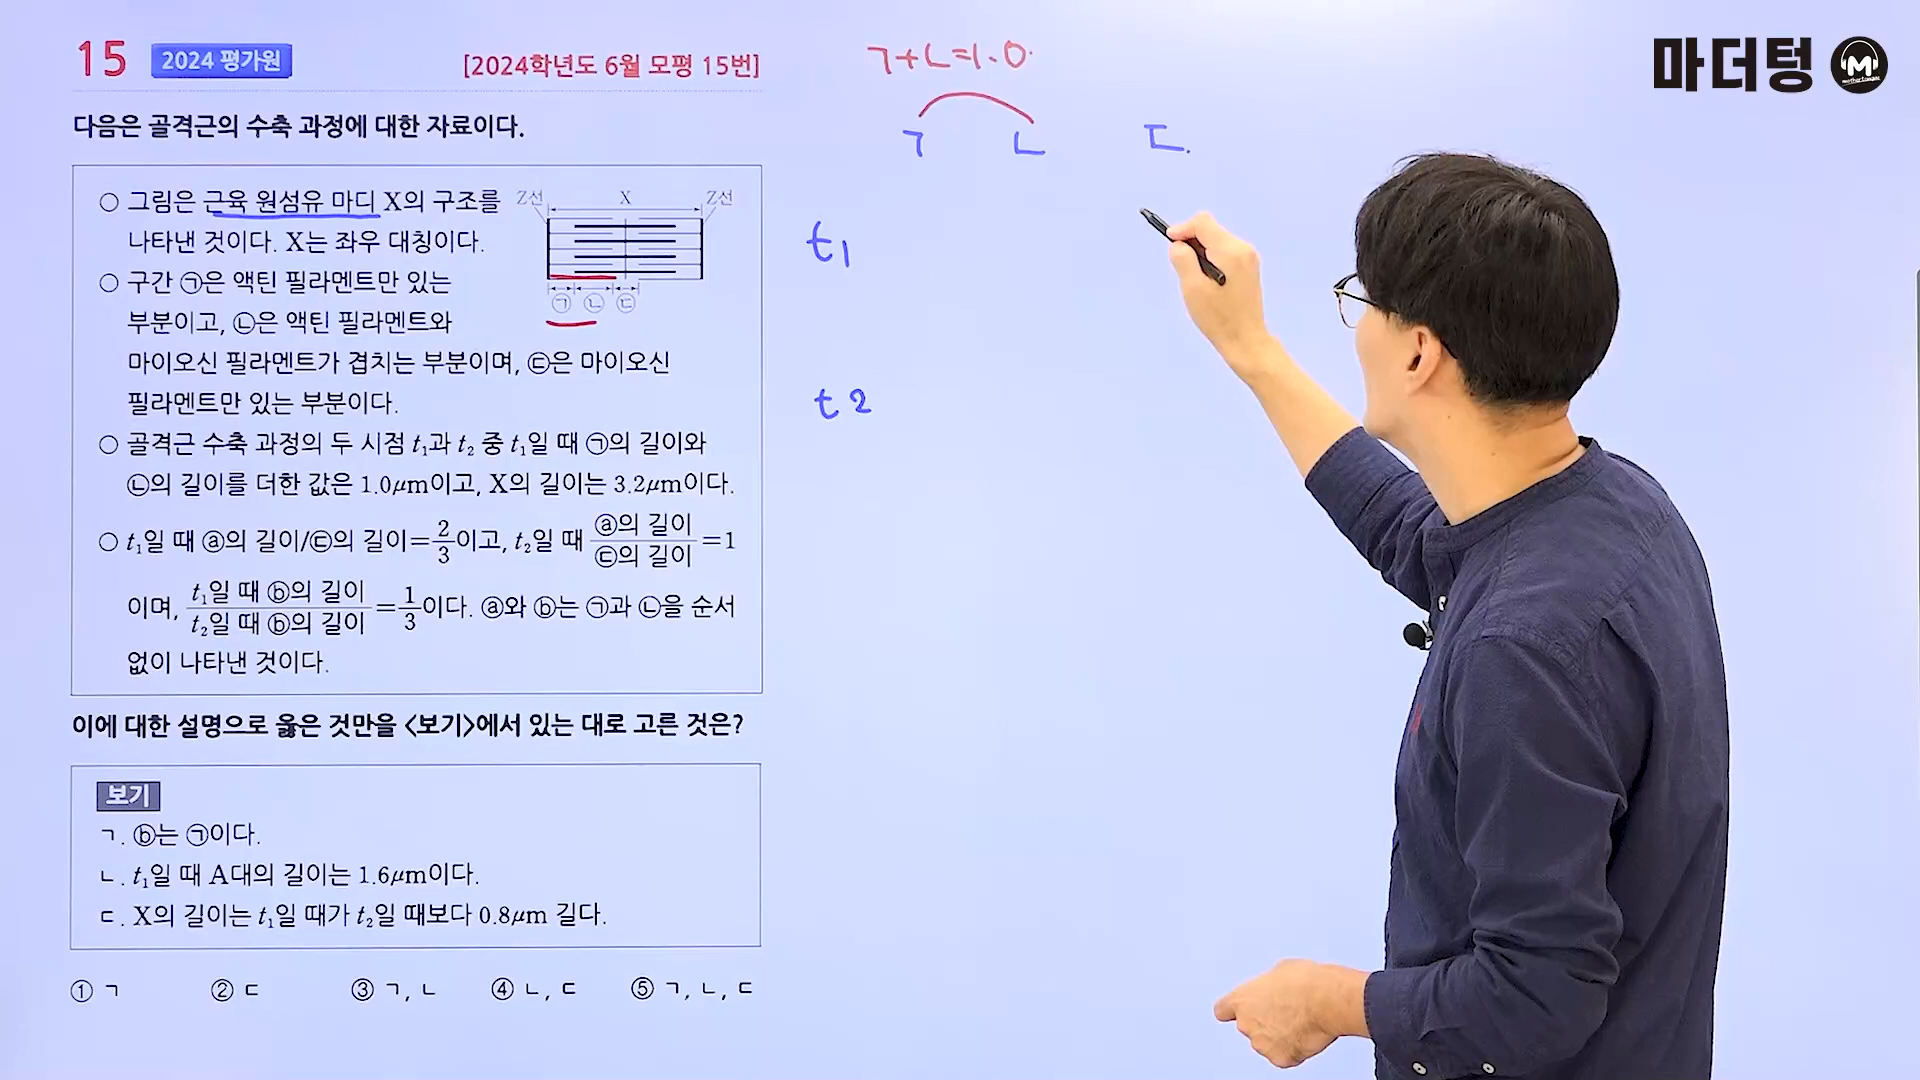 15 2024 평가원 [2024학년도 6월 모평 15번]
다음은 골격근의 수축 과정에 대한 자료이다.
○ 그림은 근육 원섬유 마디 X의 구조를
나타낸 것이다. X는 좌우 대칭이다.
Z선 X Z선
㉠ ㉡ ㉢
○ 구간 ㉠은 액틴 필라멘트만 있는
부분이고, ㉡은 액틴 필라멘트와
마이오신 필라멘트가 겹치는 부분이며, ㉢은 마이오신
필라멘트만 있는 부분이다.
○ 골격근 수축 과정의 두 시점 t₁과 t₂ 중 t₁일 때 ㉠의 길이와
㉡의 길이를 더한 값은 1.0μm이고, X의 길이는 3.2μm이다.
○ t₁일 때 ⓐ의 길이/㉢의 길이=2/3이고, t₂일 때 ⓐ의 길이/㉢의 길이=1
이며, t₁일 때 ⓑ의 길이/t₂일 때 ⓑ의 길이=1/3이다. ⓐ와 ⓑ는 ㉠과 ㉡을 순서
없이 나타낸 것이다.
이에 대한 설명으로 옳은 것만을 <보기>에서 있는 대로 고른 것은?
보기
ㄱ. ⓑ는 ㉠이다.
ㄴ. t₁일 때 A대의 길이는 1.6μm이다.
ㄷ. X의 길이는 t₁일 때가 t₂일 때보다 0.8μm 길다.
① ㄱ ② ㄷ ③ ㄱ, ㄴ ④ ㄴ, ㄷ ⑤ ㄱ, ㄴ, ㄷ
ㄱ+ㄴ=1.0
ㄱ ㄴ ㄷ.
t1
t2
마더텅
M